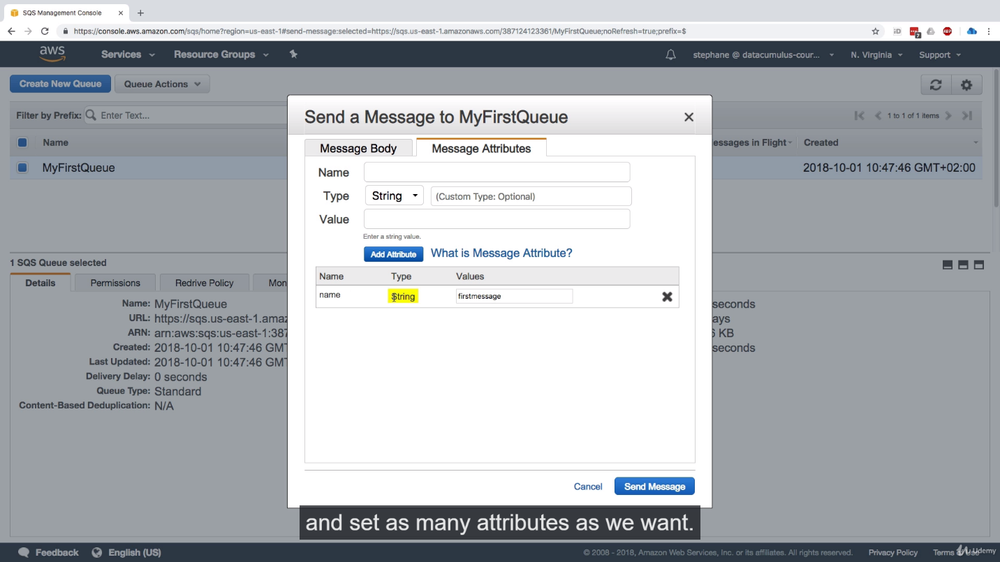 SQS Management Console
https://console.aws.amazon.com/sqs/home?region=us-east-1#send-message:selected=https://sqs.us-east-1.amazonaws.com/387124123361/MyFirstQueue;noRefresh=true;prefix=$
7
ABP
aws Services Resource Groups stephane @ datacumulus-cour... N. Virginia Support
Create New Queue Queue Actions
Filter by Prefix: Enter Text... 1 to 1 of 1 items
Name essages in Flight Created
MyFirstQueue 2018-10-01 10:47:46 GMT+02:00
Send a Message to MyFirstQueue
Message Body Message Attributes
Name
Type String (Custom Type: Optional)
Value
Enter a string value.
Add Attribute What is Message Attribute?
Name Type Values
name String firstmessage
Cancel Send Message
1 SQS Queue selected
Details Permissions Redrive Policy Mon
Name: MyFirstQueue seconds
URL: https://sqs.us-east-1.amaz ays
ARN: arn:aws:sqs:us-east-1:387 KB
Created: 2018-10-01 10:47:46 GMT seconds
Last Updated: 2018-10-01 10:47:46 GMT
Delivery Delay: 0 seconds
Queue Type: Standard
Content-Based Deduplication: N/A
and set as many attributes as we want.
Feedback English (US) © 2008 - 2018, Amazon Web Services, Inc. or its affiliates. All rights reserved. Privacy Policy Terms of Use
Udemy